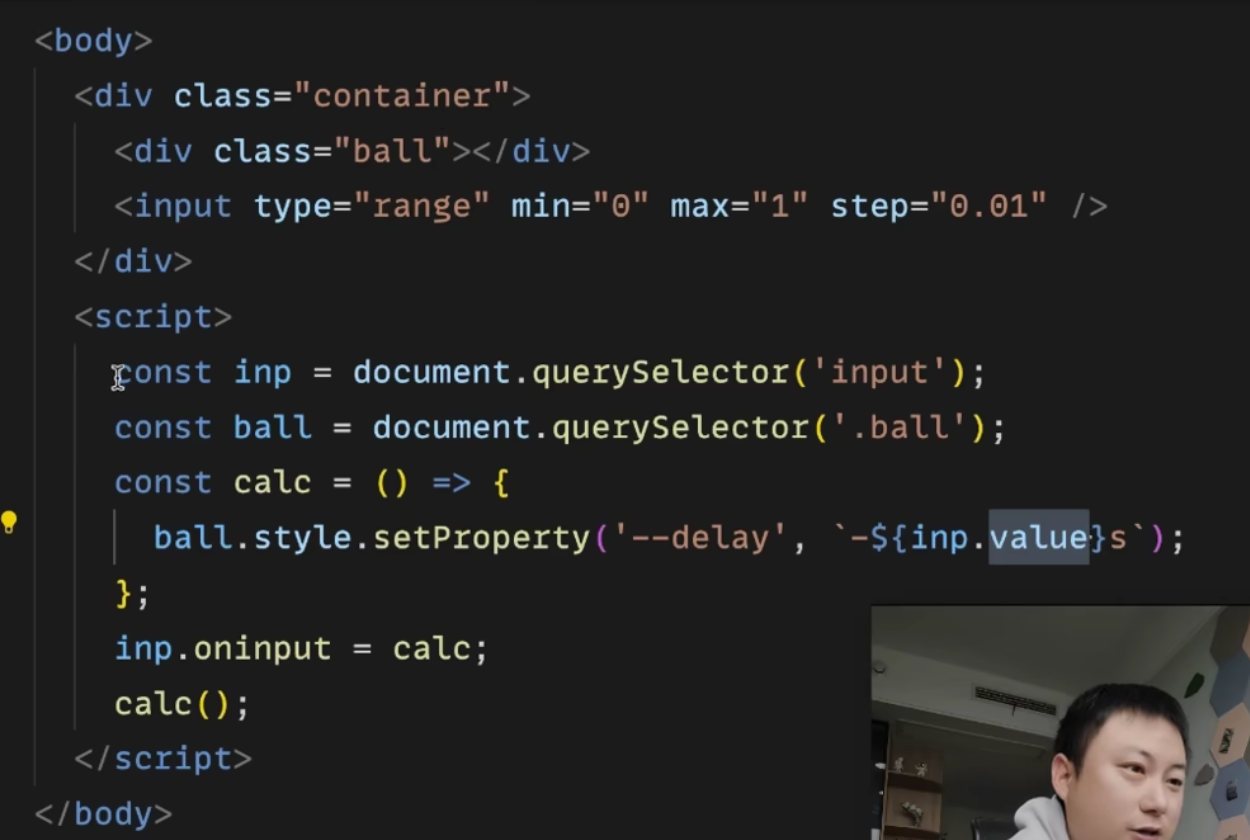 <body>
<div class="container">
<div class="ball"></div>
<input type="range" min="0" max="1" step="0.01" />
</div>
<script>
const inp = document.querySelector('input');
const ball = document.querySelector('.ball');
const calc = () => {
ball.style.setProperty('--delay', `-${inp.value}s`);
};
inp.oninput = calc;
calc();
</script>
</body>